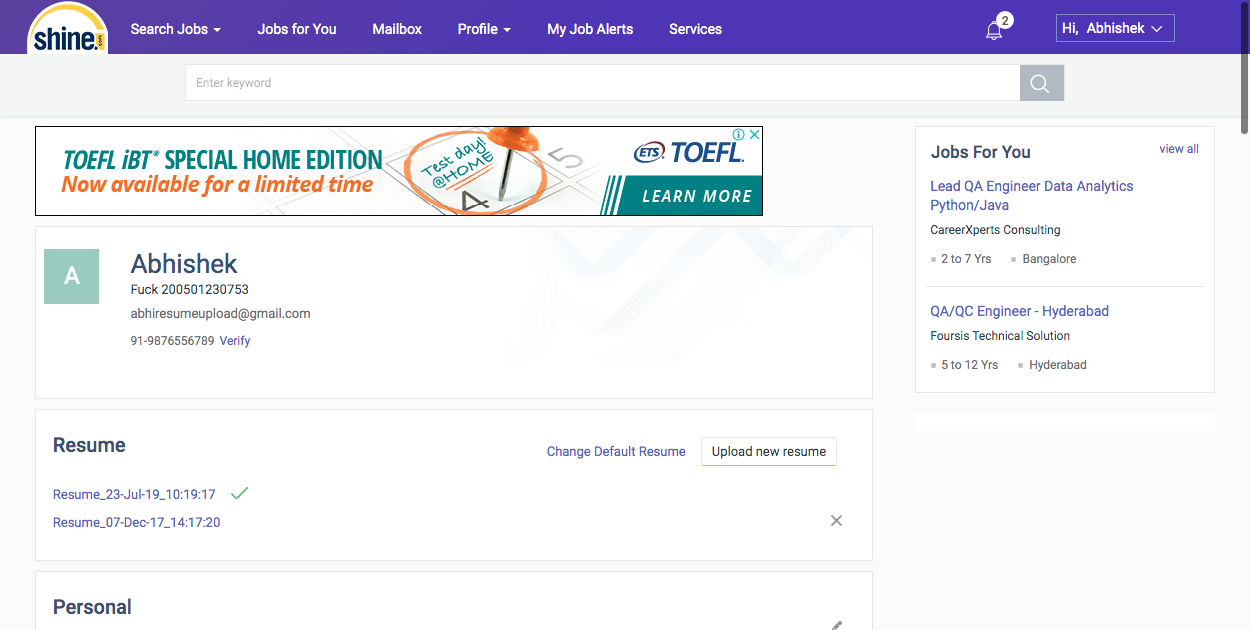 shine.com
Search Jobs
Jobs for You
Mailbox
Profile
My Job Alerts
Services
2
Hi, Abhishek
Enter keyword
TOEFL iBT® SPECIAL HOME EDITION
Now available for a limited time
Test day!
@HOME
5
ETS® TOEFL®
LEARN MORE
A
Abhishek
Fuck 200501230753
abhiresumeupload@gmail.com
91-9876556789 Verify
Resume
Change Default Resume
Upload new resume
Resume_23-Jul-19_10:19:17
Resume_07-Dec-17_14:17:20
Personal
Jobs For You
view all
Lead QA Engineer Data Analytics
Python/Java
CareerXperts Consulting
2 to 7 Yrs
Bangalore
QA/QC Engineer - Hyderabad
Foursis Technical Solution
5 to 12 Yrs
Hyderabad